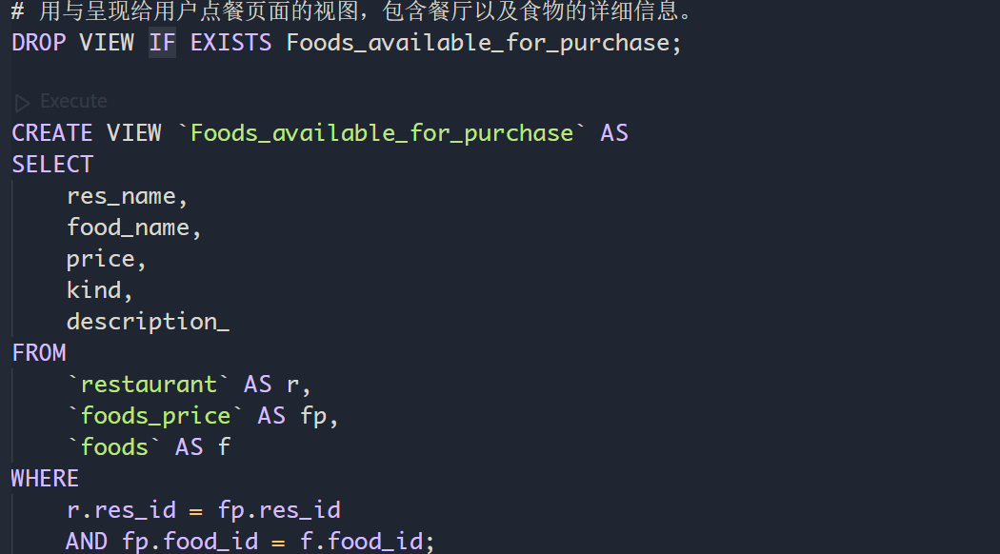 # 用与呈现给用户点餐页面的视图，包含餐厅以及食物的详细信息。
DROP VIEW IF EXISTS Foods_available_for_purchase;
Execute
CREATE VIEW `Foods_available_for_purchase` AS
SELECT
res_name,
food_name,
price,
kind,
description_
FROM
`restaurant` AS r,
`foods_price` AS fp,
`foods` AS f
WHERE
r.res_id = fp.res_id
AND fp.food_id = f.food_id;